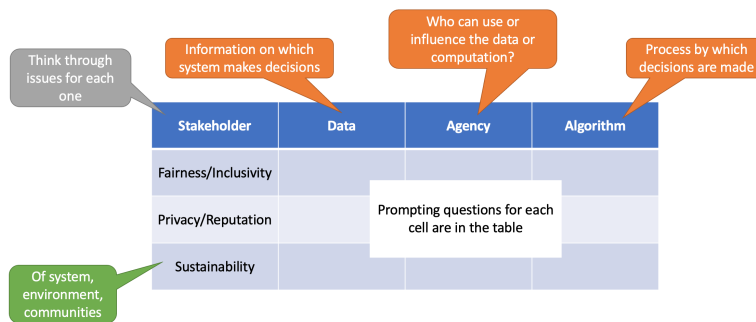 Think through
issues for each
one
Information on which
system makes decisions
Who can use or
influence the data or
computation?
Process by which
decisions are made
Stakeholder
Data
Agency
Algorithm
Fairness/Inclusivity
Privacy/Reputation
Sustainability
Prompting questions for each
cell are in the table
Of system,
environment,
communities